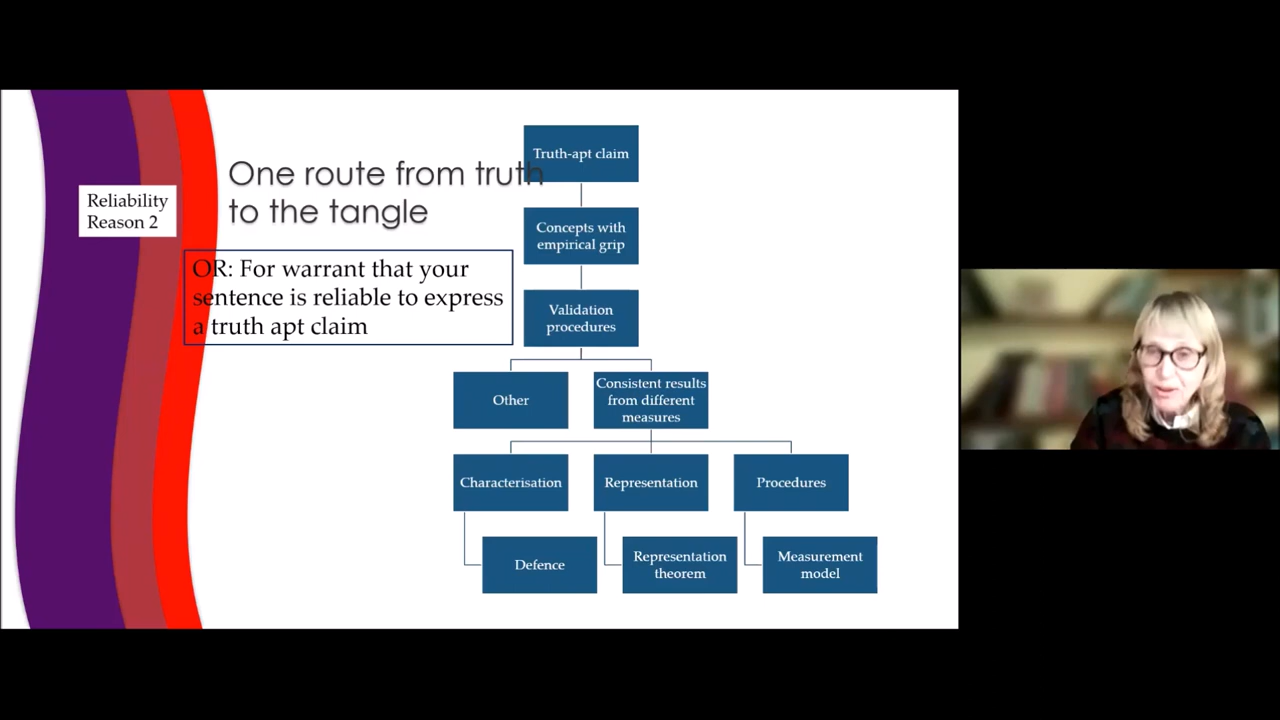 Reliability
Reason 2
One route from truth
to the tangle
OR: For warrant that your
sentence is reliable to express
a truth apt claim
Truth-apt claim
Concepts with
empirical grip
Validation
procedures
Other
Consistent results
from different
measures
Characterisation
Representation
Procedures
Defence
Representation
theorem
Measurement
model